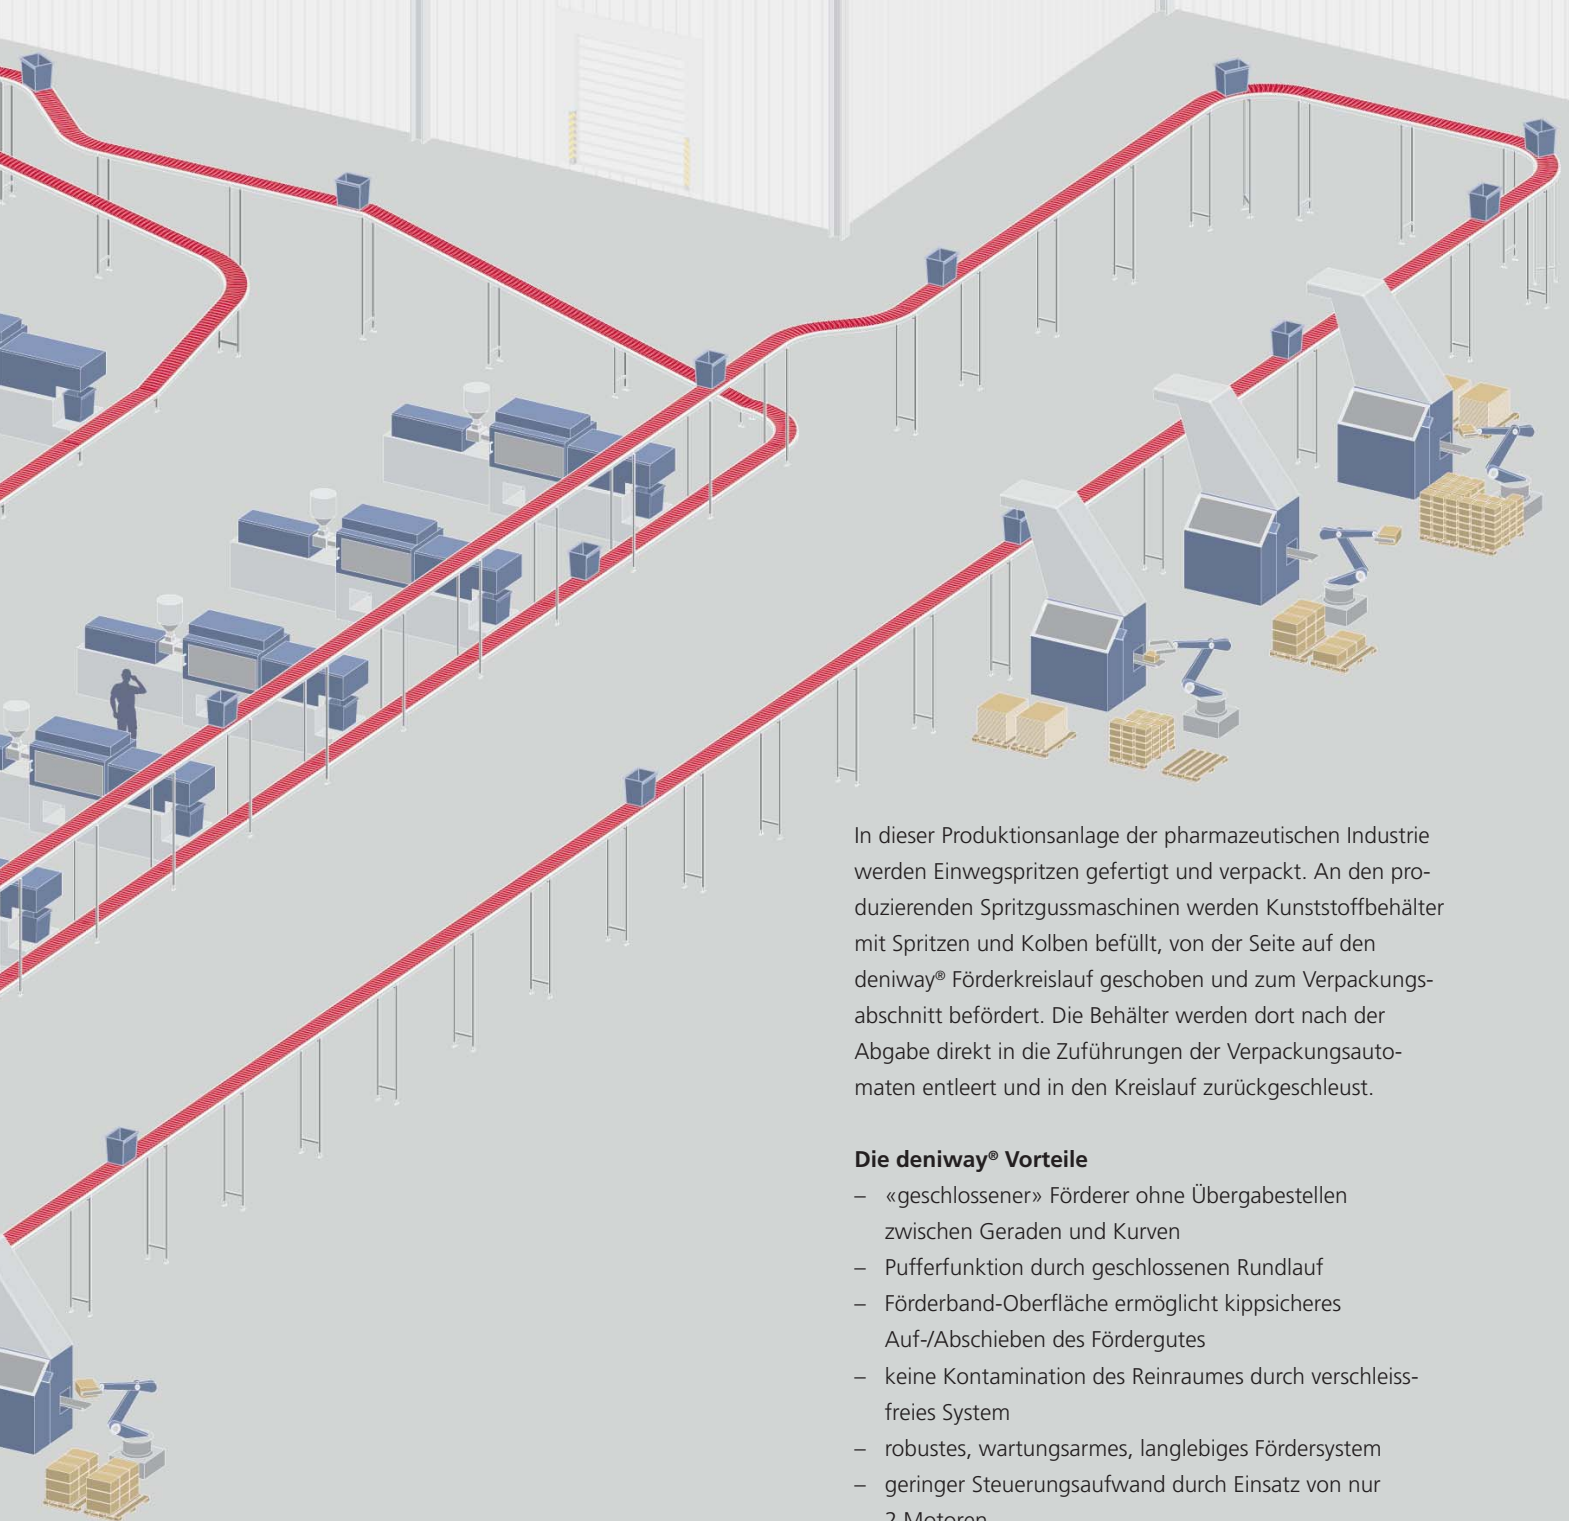 In dieser Produktionsanlage der pharmazeutischen Industrie
werden Einwegspritzen gefertigt und verpackt. An den pro-
duzierenden Spritzgussmaschinen werden Kunststoffbehälter
mit Spritzen und Kolben befüllt, von der Seite auf den
deniway® Förderkreislauf geschoben und zum Verpackungs-
abschnitt befördert. Die Behälter werden dort nach der
Abgabe direkt in die Zuführungen der Verpackungsauto-
maten entleert und in den Kreislauf zurückgeschleust.
Die deniway® Vorteile
– «geschlossener» Förderer ohne Übergabestellen
zwischen Geraden und Kurven
– Pufferfunktion durch geschlossenen Rundlauf
– Förderband-Oberfläche ermöglicht kippsicheres
Auf-/Abschieben des Fördergutes
– keine Kontamination des Reinraumes durch verschleiss-
freies System
– robustes, wartungsarmes, langlebiges Fördersystem
– geringer Steuerungsaufwand durch Einsatz von nur
2 Motoren